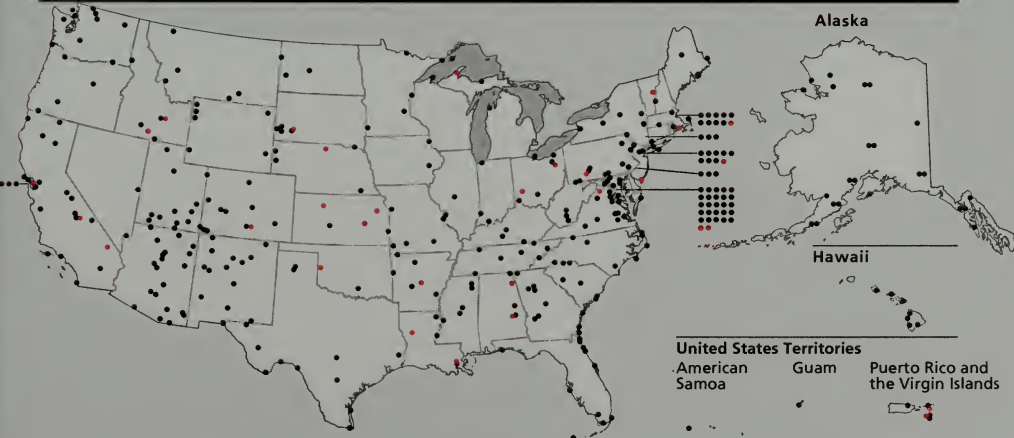 Alaska
Hawaii
United States Territories
American
Samoa
Guam
Puerto Rico and
the Virgin Islands